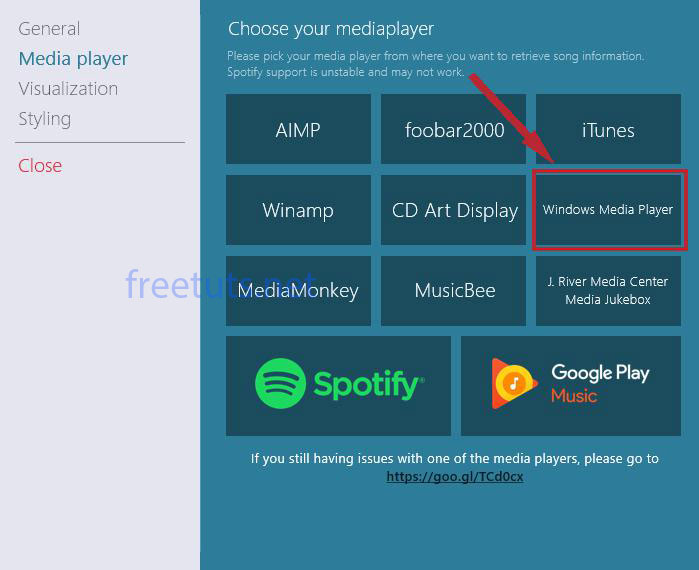 General
Media player
Visualization
Styling
Close
Choose your mediaplayer
Please pick your media player from where you want to retrieve song information.
Spotify support is unstable and may not work.
AIMP
foobar2000
iTunes
Winamp
CD Art Display
Windows Media Player
freetuts.net
MediaMonkey
MusicBee
J. River Media Center
Media Jukebox
Spotify®
Google Play
Music
If you still having issues with one of the media players, please go to
https://goo.gl/TCd0cx